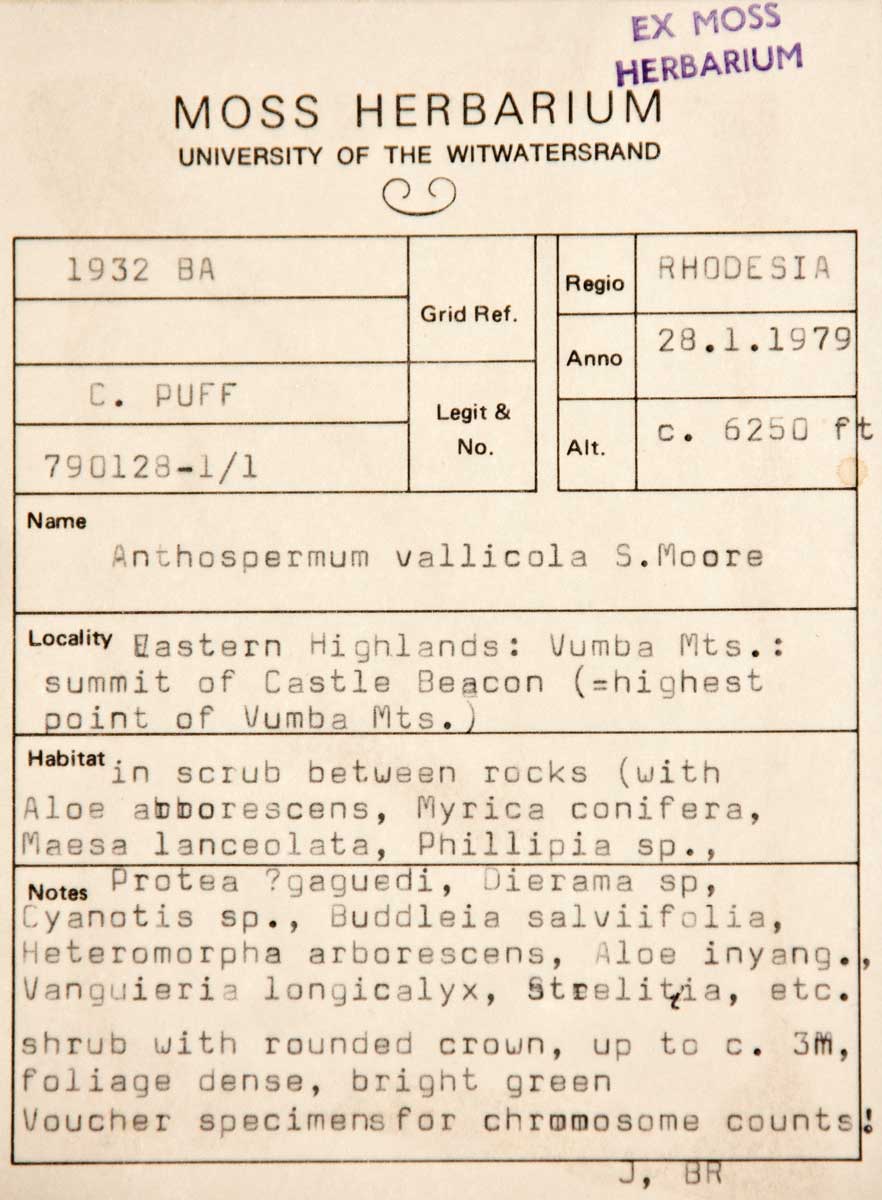 EX MOSS
HERBARIUM
MOSS HERBARIUM
UNIVERSITY OF THE WITWATERSRAND
1932 BA
Grid Ref.
Regio RHODESIA
Anno 28.1.1979
C. PUFF
790128-1/1
Legit &
No.
Alt. c. 6250 ft
Name
Anthospermum vallicola S.Moore
Locality Eastern Highlands: Vumba Mts.:
summit of Castle Beacon (=highest
point of Vumba Mts.)
Habitat in scrub between rocks (with
Aloe arborescens, Myrica conifera,
Maesa lanceolata, Phillipia sp.,
Notes Protea ?gaguedi, Dierama sp,
Cyanotis sp., Buddleia salviifolia,
Heteromorpha arborescens, Aloe inyang.,
Vanguieria longicalyx, Strelitzia, etc.
shrub with rounded crown, up to c. 3m,
foliage dense, bright green
Voucher specimens for chromosome counts!
J, BR